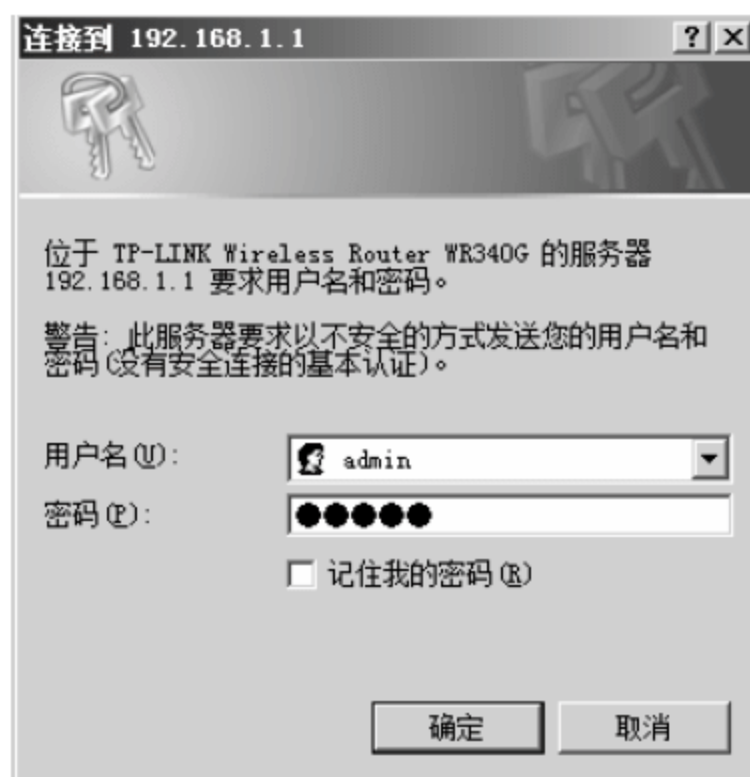 连接到 192.168.1.1
位于 TP-LINK Wireless Router WR340G 的服务器
192.168.1.1 要求用户名和密码。
警告: 此服务器要求以不安全的方式发送您的用户名和
密码(没有安全连接的基本认证)。
用户名(U):
admin
密码(P):
●●●●●
记住我的密码(R)
确定
取消